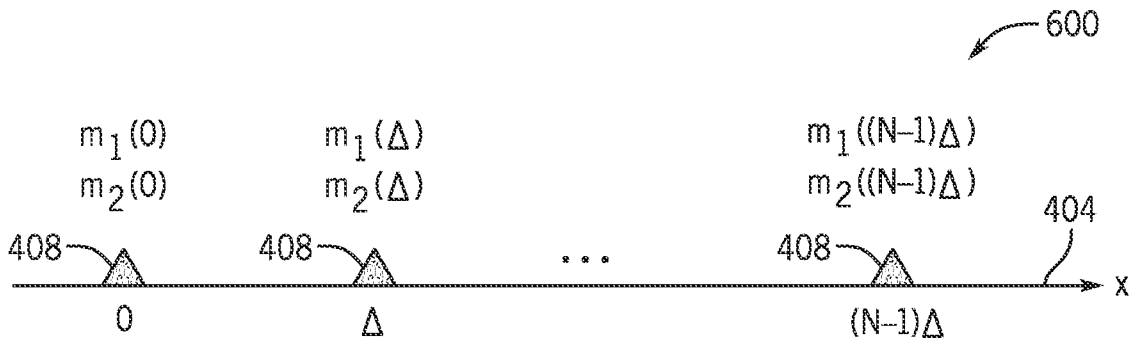 600
m₁(0) m₁(Δ) m₁((N–1)Δ)
m₂(0) m₂(Δ) m₂((N–1)Δ)
404
408 408 ... 408
x
0 Δ (N–1)Δ